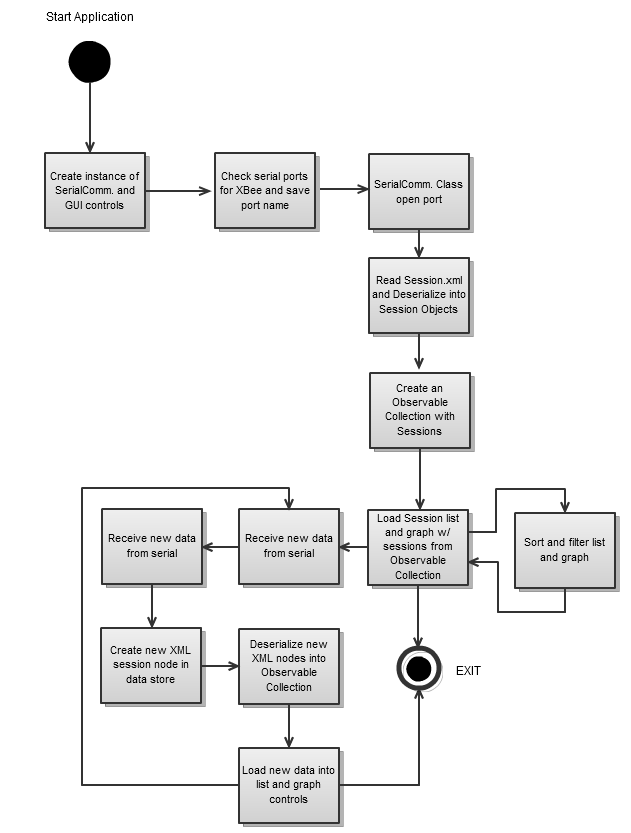 Start Application
Create instance of
SerialComm. and
GUI controls
Check serial ports
for XBee and save
port name
SerialComm. Class
open port
Read Session.xml
and Deserialize into
Session Objects
Create an
Observable
Collection with
Sessions
Receive new data
from serial
Receive new data
from serial
Load Session list
and graph w/
sessions from
Observable
Collection
Sort and filter list
and graph
Create new XML
session node in
data store
Deserialize new
XML nodes into
Observable
Collection
EXIT
Load new data into
list and graph
controls